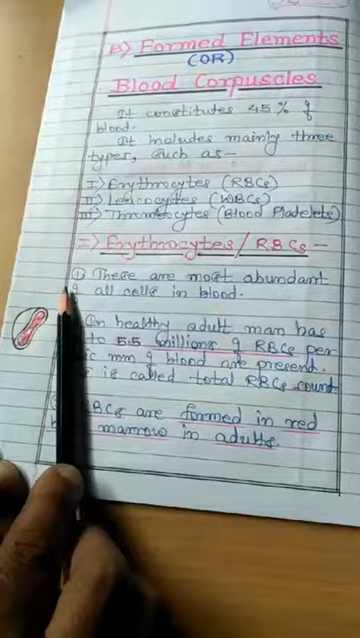 B) Formed Elements
(OR)
Blood Corpuscles
It constitutes 45% of
blood.
It includes mainly three
types, such as-
I) Erythrocytes (RBCs)
II) Leucocytes (WBCs)
III) Thrombocytes (Blood Platelets)
I) Erythrocytes/RBCs-
① These are most abundant
all cells in blood.
In healthy adult man has
to 5.5 millions of RBCs per
ic mm of blood are present.
is called total RBCs count
RBCs are formed in red
marrow in adults.